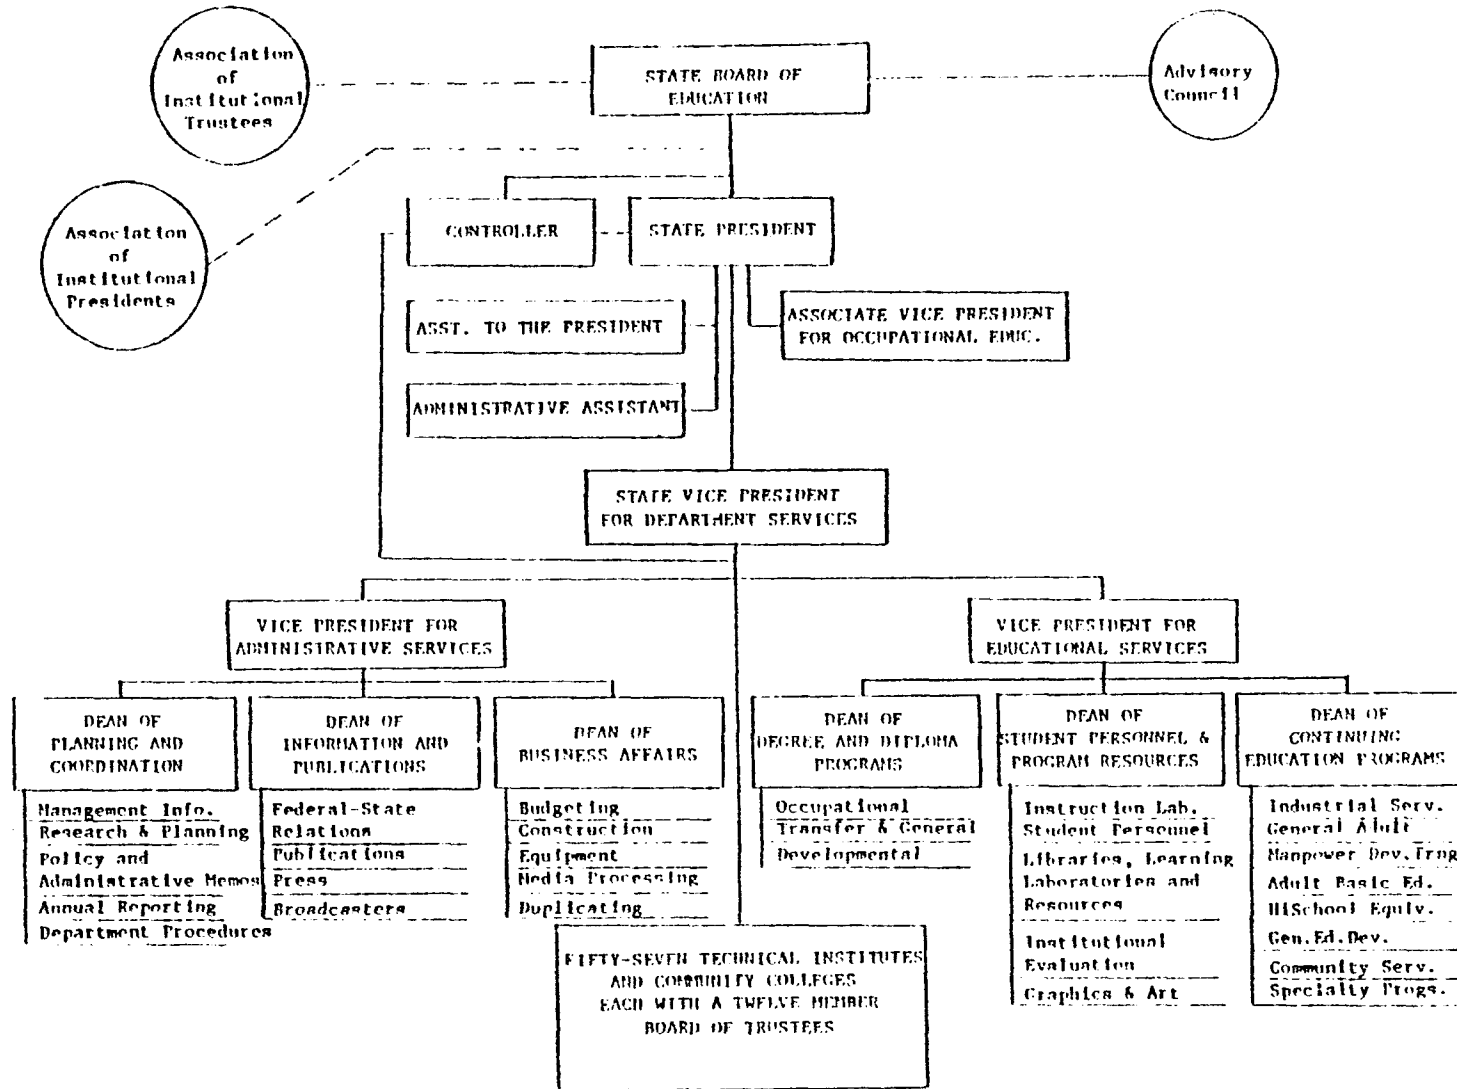 Association
of
Institutional
Trustees
STATE BOARD OF
EDUCATION
Advisory
Council
Association
of
Institutional
Presidents
CONTROLLER
STATE PRESIDENT
ASST. TO THE PRESIDENT
ASSOCIATE VICE PRESIDENT
FOR OCCUPATIONAL EDUC.
ADMINISTRATIVE ASSISTANT
STATE VICE PRESIDENT
FOR DEPARTMENT SERVICES
VICE PRESIDENT FOR
ADMINISTRATIVE SERVICES
VICE PRESIDENT FOR
EDUCATIONAL SERVICES
DEAN OF
PLANNING AND
COORDINATION
Management Info.
Research & Planning
Policy and
Administrative Memos
Annual Reporting
Department Procedures
DEAN OF
INFORMATION AND
PUBLICATIONS
Federal-State
Relations
Publications
Press
Broadcasters
DEAN OF
BUSINESS AFFAIRS
Budgeting
Construction
Equipment
Media Processing
Duplicating
DEAN OF
DEGREE AND DIPLOMA
PROGRAMS
Occupational
Transfer & General
Developmental
DEAN OF
STUDENT PERSONNEL &
PROGRAM RESOURCES
Instruction Lab.
Student Personnel
Libraries, Learning
Laboratories and
Resources
Institutional
Evaluation
Graphics & Art
DEAN OF
CONTINUING
EDUCATION PROGRAMS
Industrial Serv.
General Adult
Manpower Dev.Trng
Adult Basic Ed.
HiSchool Equiv.
Gen.Ed.Dev.
Community Serv.
Specialty Progs.
FIFTY-SEVEN TECHNICAL INSTITUTES
AND COMMUNITY COLLEGES
EACH WITH A TWELVE MEMBER
BOARD OF TRUSTEES